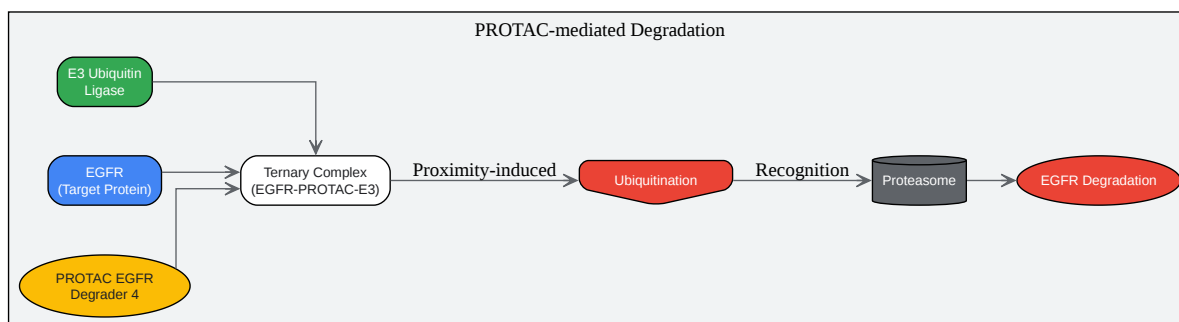 PROTAC-mediated Degradation
E3 Ubiquitin
Ligase
EGFR
(Target Protein)
Ternary Complex
(EGFR-PROTAC-E3)
Proximity-induced
Ubiquitination
Recognition
Proteasome
EGFR Degradation
PROTAC EGFR
Degrader 4